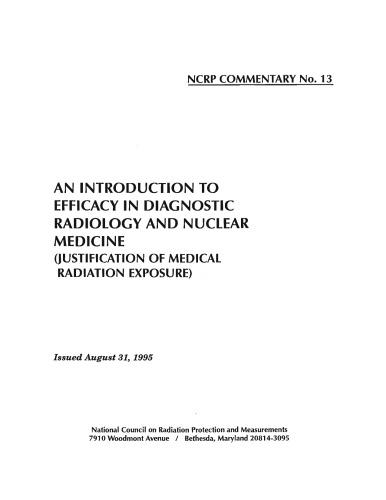 NCRP COMMENTARY No. 13
AN INTRODUCTION TO
EFFICACY IN DIAGNOSTIC
RADIOLOGY AND NUCLEAR
MEDICINE
(JUSTIFICATION OF MEDICAL
RADIATION EXPOSURE)
Issued August 31, 1995
National Council on Radiation Protection and Measurements
7910 Woodmont Avenue / Bethesda, Maryland 20814-3095